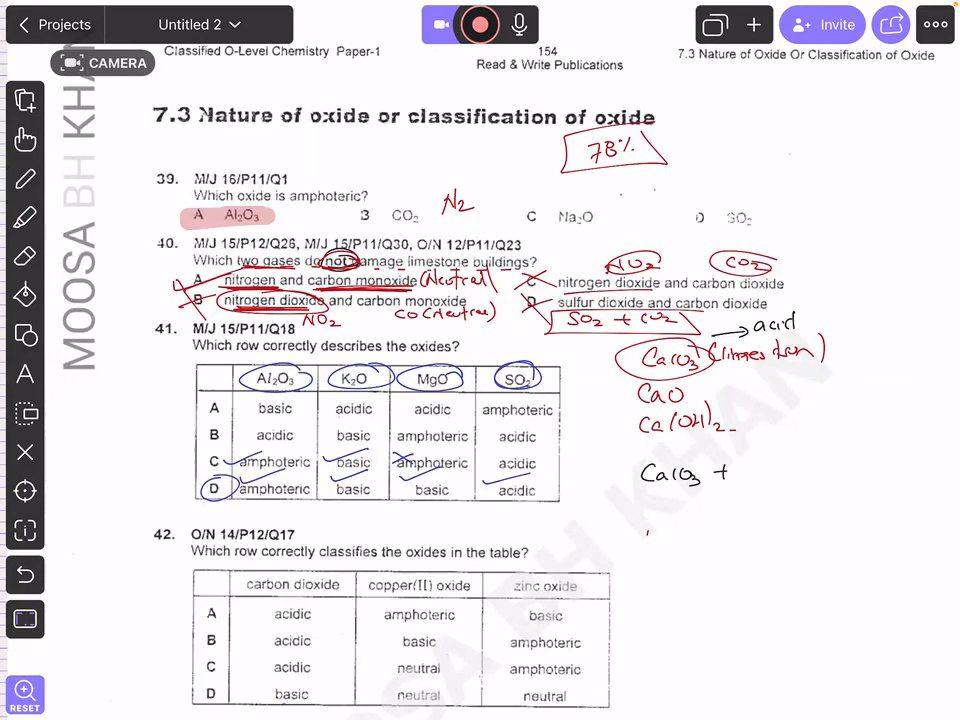 Projects
Untitled 2
Invite
CAMERA
Classified O-Level Chemistry Paper-1
154
Read & Write Publications
7.3 Nature of Oxide Or Classification of Oxide
7.3 Nature of oxide or classification of oxide
78%
39. M/J 16/P11/Q1
Which oxide is amphoteric?
N2
A Al₂O₃ B CO₂ C Na₂O D SO₂
40. M/J 15/P12/Q26, M/J 15/P11/Q30, O/N 12/P11/Q23
Which two gases do not damage limestone buildings?
NO2 CO2
A nitrogen and carbon monoxide (Neutral) C nitrogen dioxide and carbon dioxide
B nitrogen dioxide and carbon monoxide D sulfur dioxide and carbon dioxide
NO2 CO (Neutral) SO2 + CO2
41. M/J 15/P11/Q18
Which row correctly describes the oxides?
acid
CaCO3
CaO
Ca(OH)2
CaCO3 +
Al₂O₃ K₂O MgO SO₂
A basic acidic acidic amphoteric
B acidic basic amphoteric acidic
C amphoteric basic amphoteric acidic
D amphoteric basic basic acidic
42. O/N 14/P12/Q17
Which row correctly classifies the oxides in the table?
carbon dioxide copper(II) oxide zinc oxide
A acidic amphoteric basic
B acidic basic amphoteric
C acidic neutral amphoteric
D basic neutral neutral
RESET
MOOSA BH KHAN
MOOSA BH KHAN